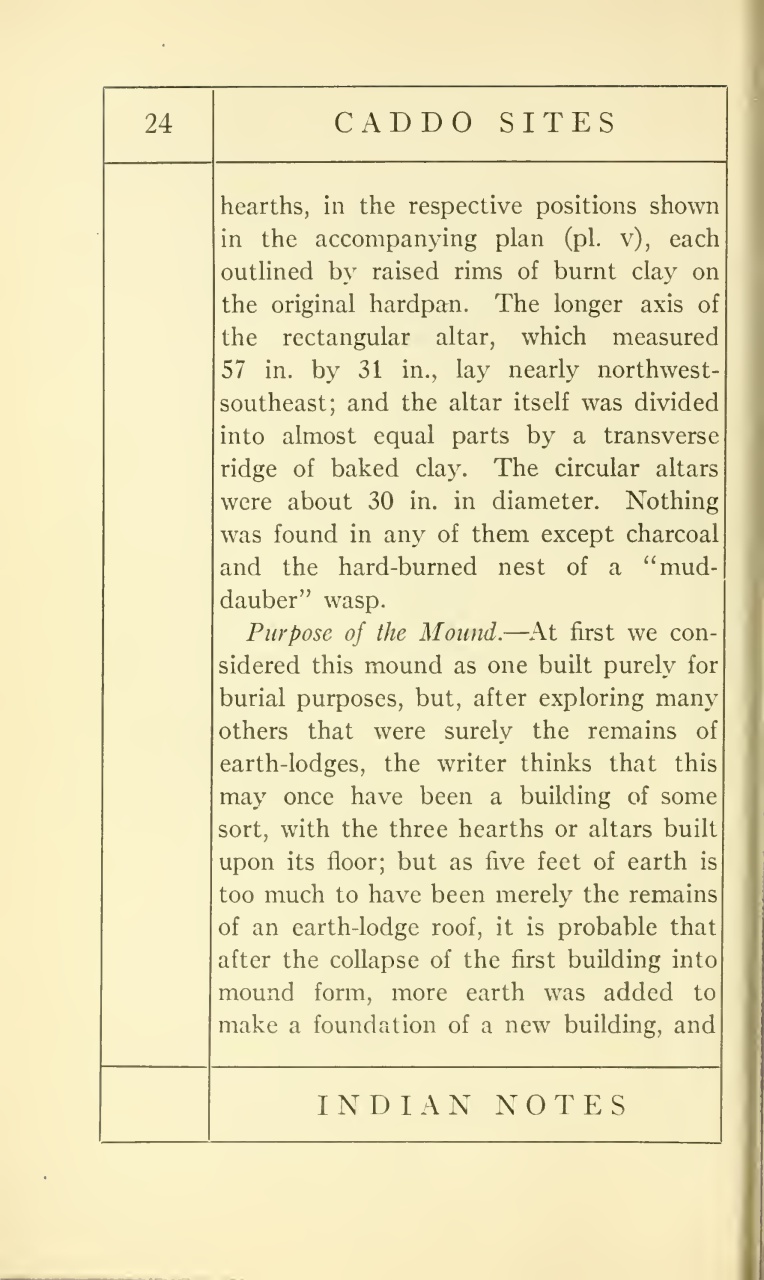 24
CADDO SITES
hearths, in the respective positions shown
in the accompanying plan (pl. v), each
outlined by raised rims of burnt clay on
the original hardpan. The longer axis of
the rectangular altar, which measured
57 in. by 31 in., lay nearly northwest-
southeast; and the altar itself was divided
into almost equal parts by a transverse
ridge of baked clay. The circular altars
were about 30 in. in diameter. Nothing
was found in any of them except charcoal
and the hard-burned nest of a “mud-
dauber” wasp.
Purpose of the Mound.—At first we con-
sidered this mound as one built purely for
burial purposes, but, after exploring many
others that were surely the remains of
earth-lodges, the writer thinks that this
may once have been a building of some
sort, with the three hearths or altars built
upon its floor; but as five feet of earth is
too much to have been merely the remains
of an earth-lodge roof, it is probable that
after the collapse of the first building into
mound form, more earth was added to
make a foundation of a new building, and
INDIAN NOTES